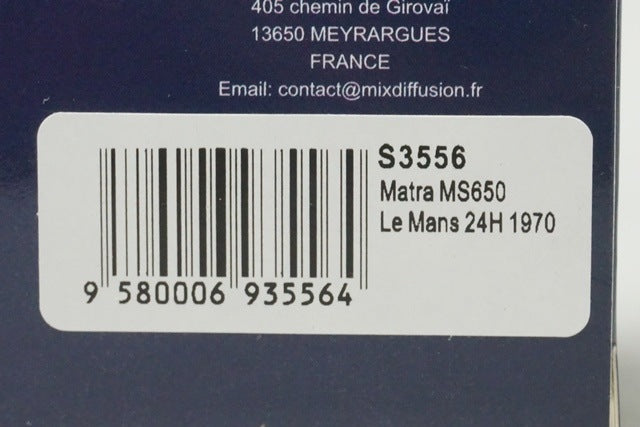 405 chemin de Girovaï
13650 MEYRARGUES
FRANCE
Email: contact@mixdiffusion.fr
S3556
Matra MS650
Le Mans 24H 1970
9 580006 935564